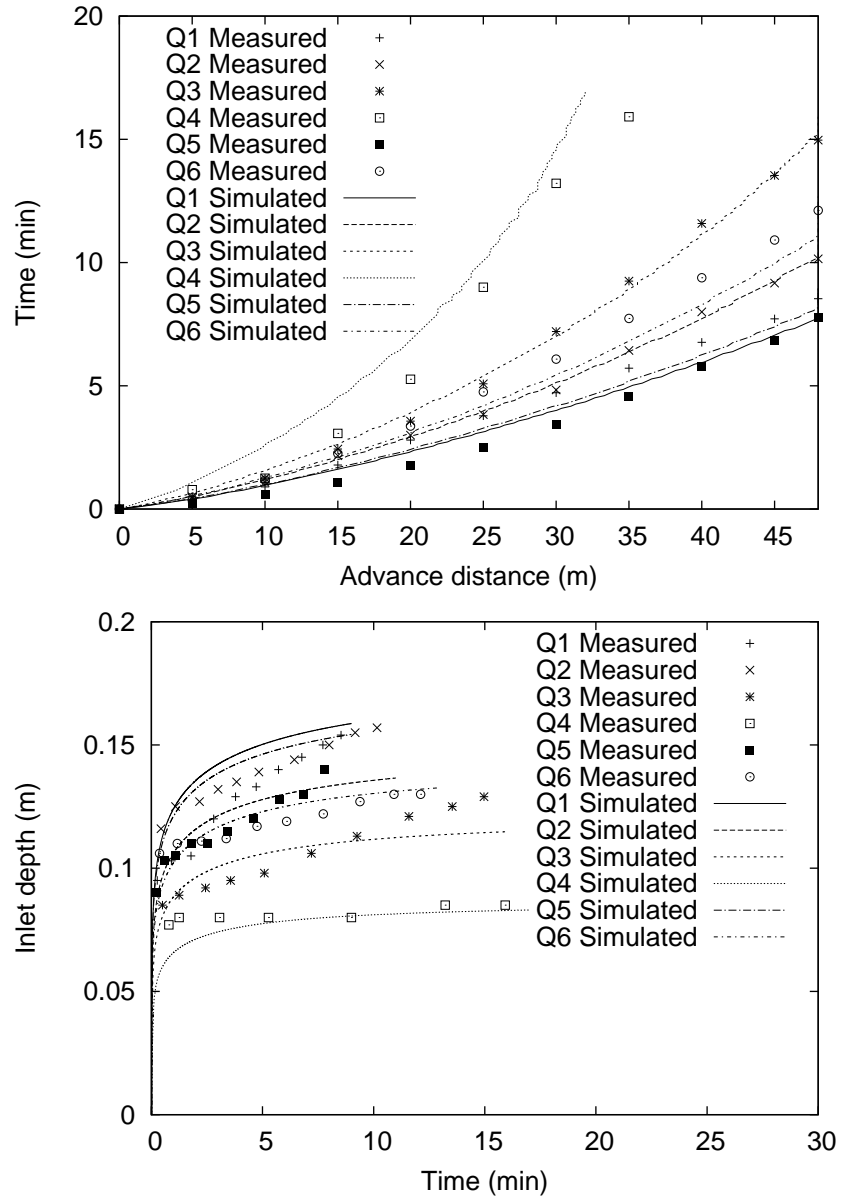 20
15
10
5
0
Time (min)
Q1 Measured
Q2 Measured
Q3 Measured
Q4 Measured
Q5 Measured
Q6 Measured
Q1 Simulated
Q2 Simulated
Q3 Simulated
Q4 Simulated
Q5 Simulated
Q6 Simulated
0 5 10 15 20 25 30 35 40 45
Advance distance (m)
0.2
0.15
0.1
0.05
0
Inlet depth (m)
Q1 Measured
Q2 Measured
Q3 Measured
Q4 Measured
Q5 Measured
Q6 Measured
Q1 Simulated
Q2 Simulated
Q3 Simulated
Q4 Simulated
Q5 Simulated
Q6 Simulated
0 5 10 15 20 25 30
Time (min)